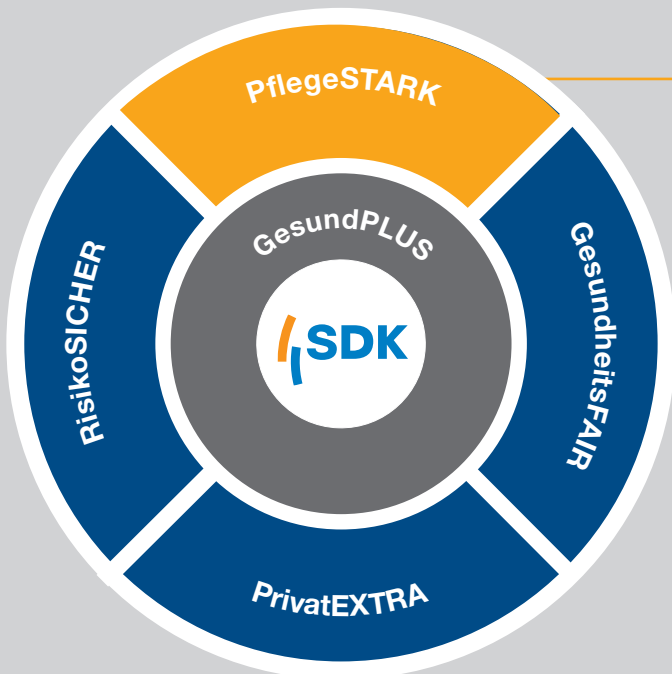 PflegeSTARK
GesundPLUS
GesundheitsFAIR
RisikoSICHER
SDK
PrivatEXTRA